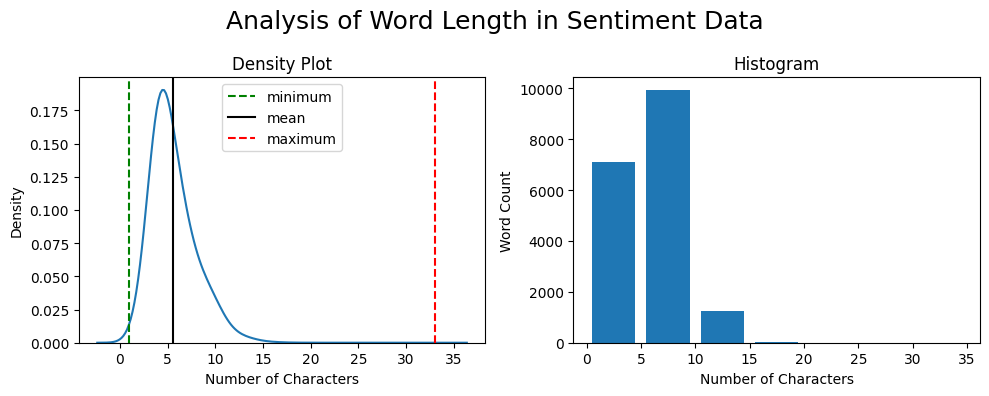 Analysis of Word Length in Sentiment Data
Density Plot
minimum
mean
maximum
0.175
0.150
0.125
0.100
0.075
0.050
0.025
0.000
Density
0 5 10 15 20 25 30 35
Number of Characters
Histogram
10000
8000
6000
4000
2000
0
Word Count
0 5 10 15 20 25 30 35
Number of Characters